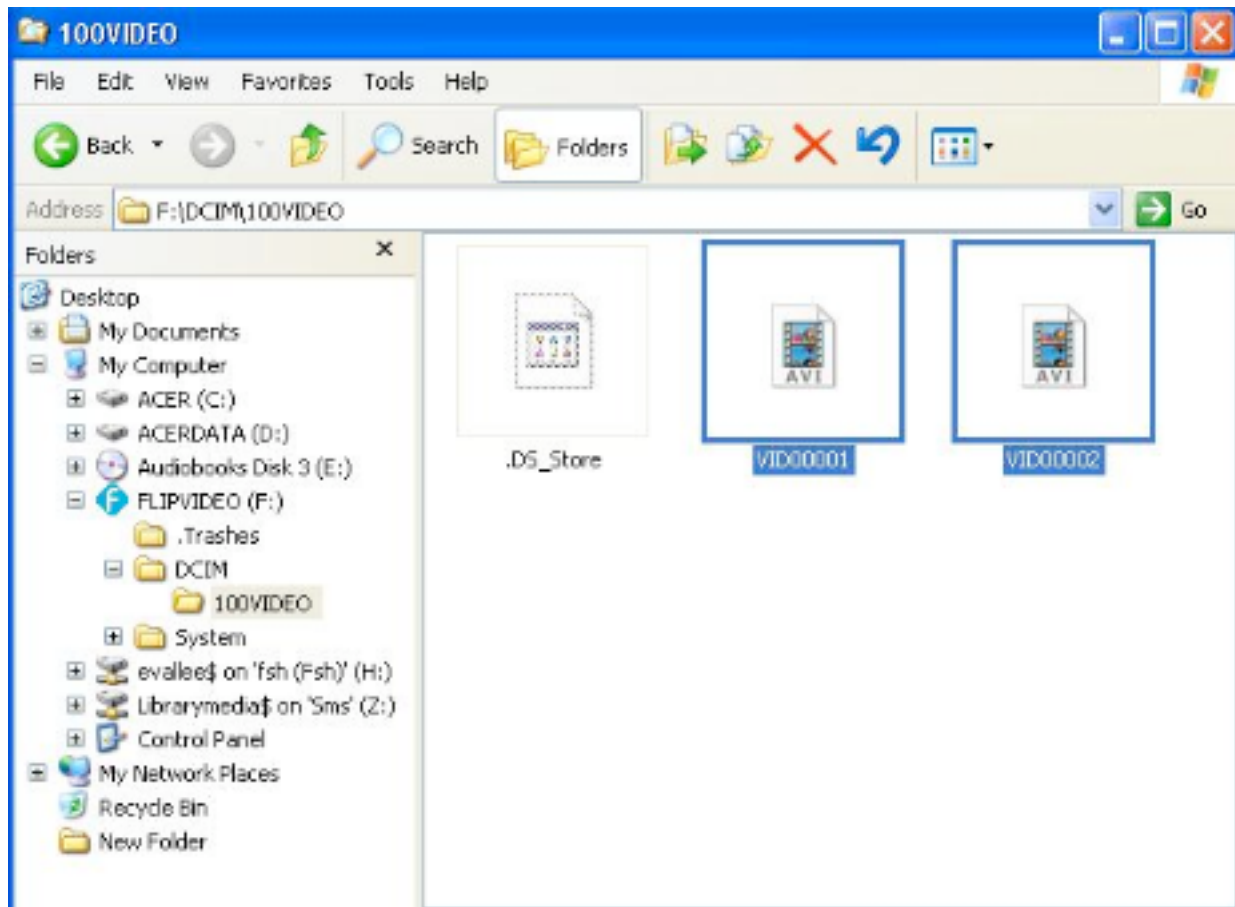 100VIDEO
File Edit View Favorites Tools Help
Back Search Folders
Address F:\DCIM\100VIDEO Go
Folders
Desktop
My Documents
My Computer
ACER (C:)
ACERDATA (D:)
Audiobooks Disk 3 (E:)
FLIPVIDEO (F:)
.Trashes
DCIM
100VIDEO
System
evallee$ on 'fsh (Fsh)' (H:)
Librarymedia$ on 'Sms' (Z:)
Control Panel
My Network Places
Recycle Bin
New Folder
AVI AVI
.DS_Store VID00001 VID00002